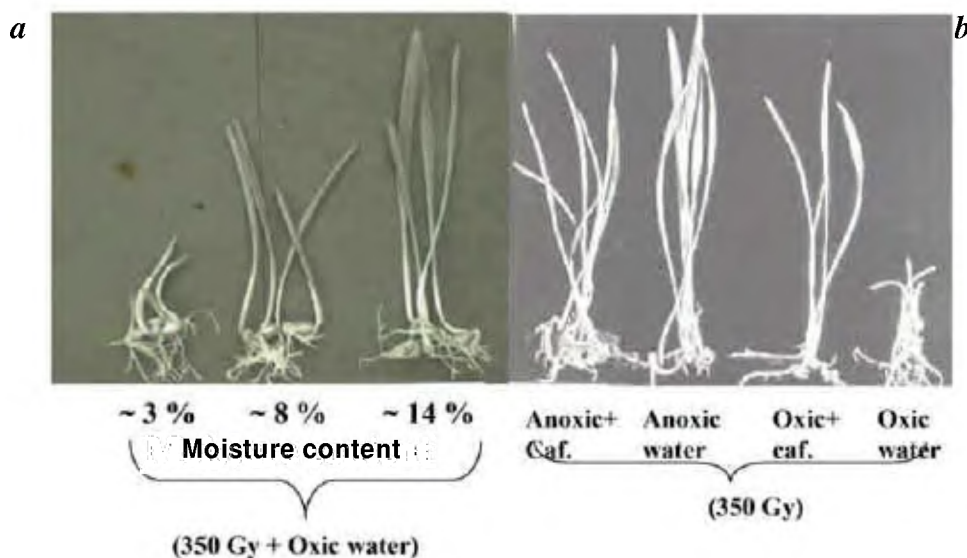 a
b
~ 3 % ~ 8 % ~ 14 %
Moisture content
(350 Gy + Oxic water)
Anoxic+ Anoxic Oxic+ Oxic
Caf. water caf. water
(350 Gy)